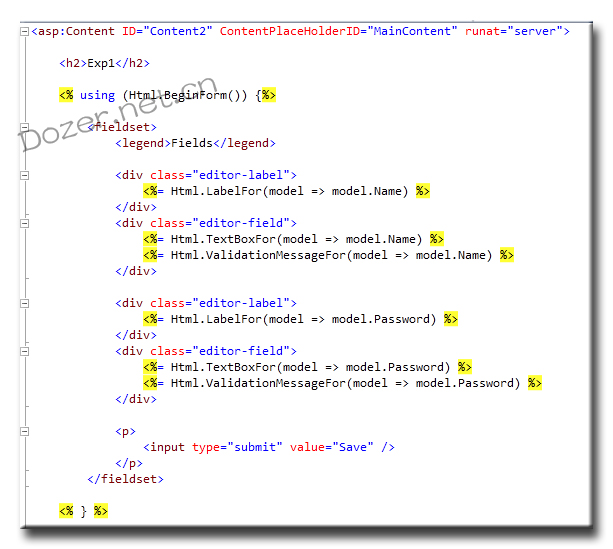 <asp:Content ID="Content2" ContentPlaceHolderID="MainContent" runat="server">
<h2>Exp1</h2>
<% using (Html.BeginForm()) {%>
Dozer.net.cn
<fieldset>
<legend>Fields</legend>
<div class="editor-label">
<%= Html.LabelFor(model => model.Name) %>
</div>
<div class="editor-field">
<%= Html.TextBoxFor(model => model.Name) %>
<%= Html.ValidationMessageFor(model => model.Name) %>
</div>
<div class="editor-label">
<%= Html.LabelFor(model => model.Password) %>
</div>
<div class="editor-field">
<%= Html.TextBoxFor(model => model.Password) %>
<%= Html.ValidationMessageFor(model => model.Password) %>
</div>
<p>
<input type="submit" value="Save" />
</p>
</fieldset>
<% } %>